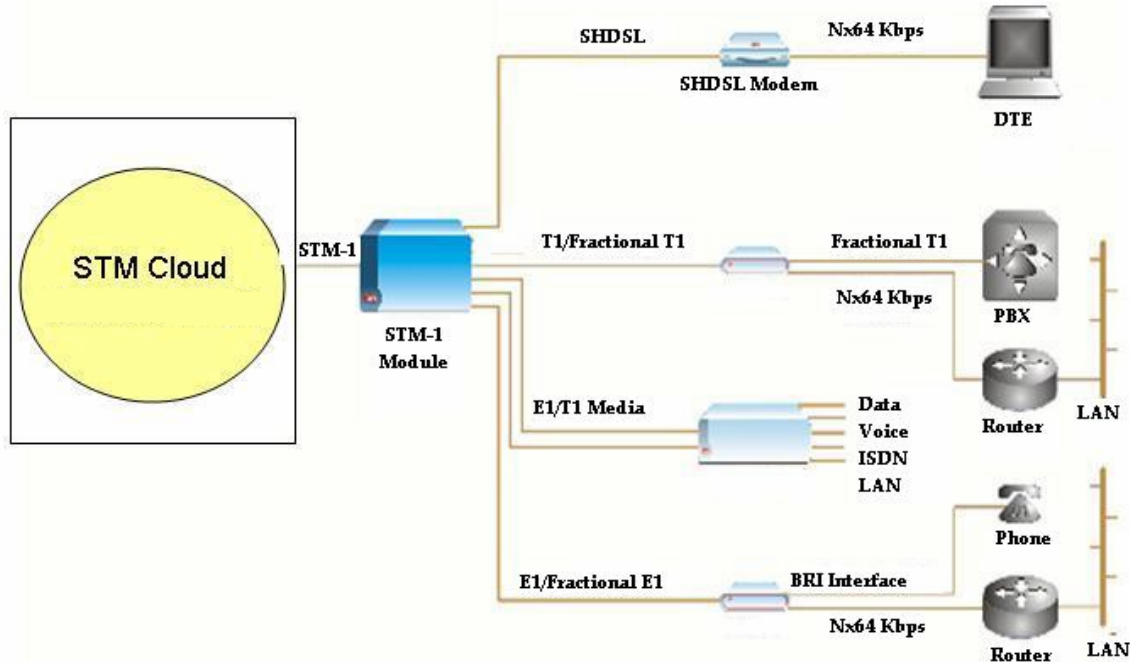 SHDSL
Nx64 Kbps
SHDSL Modem
DTE
STM Cloud
STM-1
STM-1
Module
T1/Fractional T1
Fractional T1
Nx64 Kbps
PBX
Router
LAN
E1/T1 Media
Data
Voice
ISDN
LAN
Phone
E1/Fractional E1
BRI Interface
Nx64 Kbps
Router
LAN